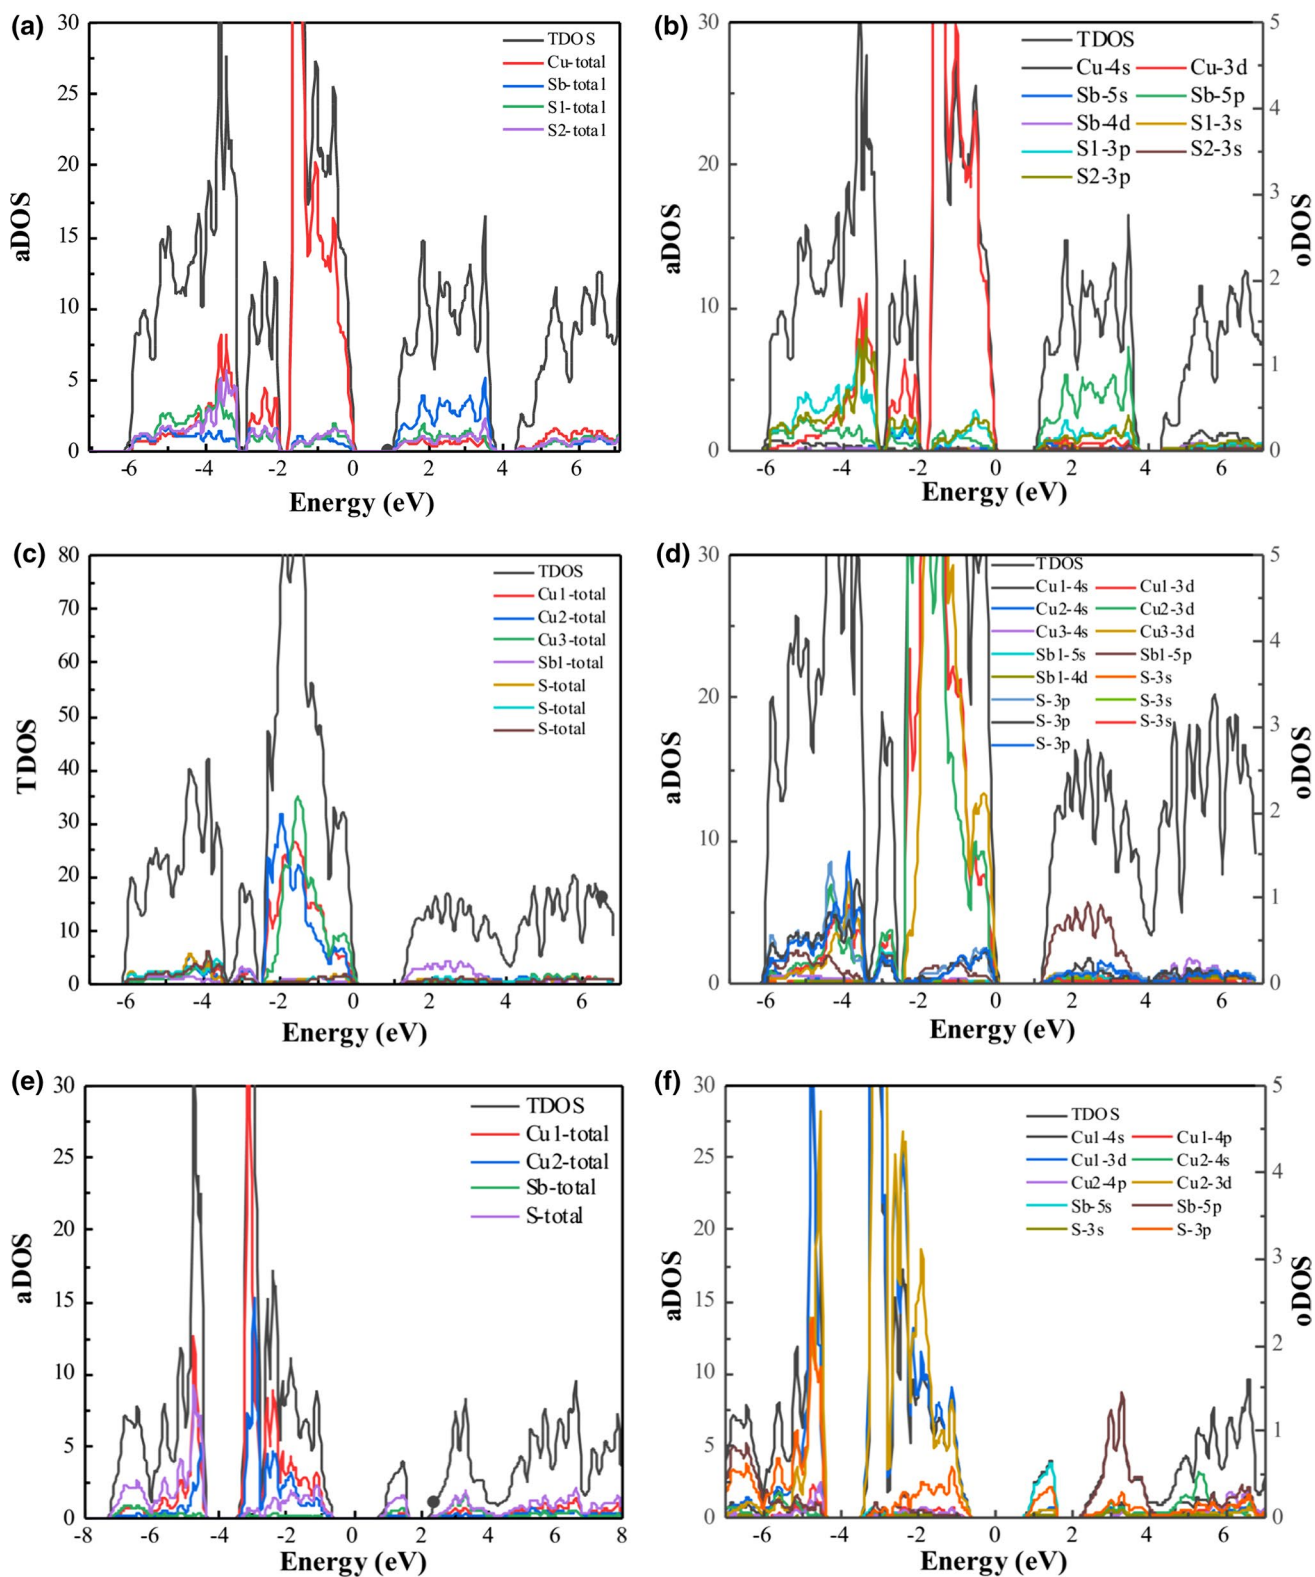 (a)
30
25
20
15
10
5
0
aDOS
TDOS
Cu-total
Sb-total
S1-total
S2-total
-6 -4 -2 0 2 4 6
Energy (eV)
(b)
30
20
10
0
aDOS
TDOS
Cu-4s Cu-3d
Sb-5s Sb-5p
Sb-4d S1-3s
S1-3p S2-3s
S2-3p
5
4
3
2
1
0
oDOS
-6 -4 -2 0 2 4 6
Energy (eV)
(c)
80
70
60
50
40
30
20
10
0
TDOS
TDOS
Cu1-total
Cu2-total
Cu3-total
Sb1-total
S-total
S-total
S-total
-6 -4 -2 0 2 4 6
Energy (eV)
(d)
30
20
10
0
aDOS
TDOS
Cu1-4s Cu1-3d
Cu2-4s Cu2-3d
Cu3-4s Cu3-3d
Sb1-5s Sb1-5p
Sb1-4d S-3s
S-3p S-3s
S-3p S-3s
S-3p
5
4
3
2
1
0
oDOS
-6 -4 -2 0 2 4 6
Energy (eV)
(e)
30
25
20
15
10
5
0
aDOS
TDOS
Cu1-total
Cu2-total
Sb-total
S-total
-8 -6 -4 -2 0 2 4 6 8
Energy (eV)
(f)
30
25
20
15
10
5
0
aDOS
TDOS
Cu1-4s Cu1-4p
Cu1-3d Cu2-4s
Cu2-4p Cu2-3d
Sb-5s Sb-5p
S-3s S-3p
5
4
3
2
1
0
oDOS
-6 -4 -2 0 2 4 6
Energy (eV)